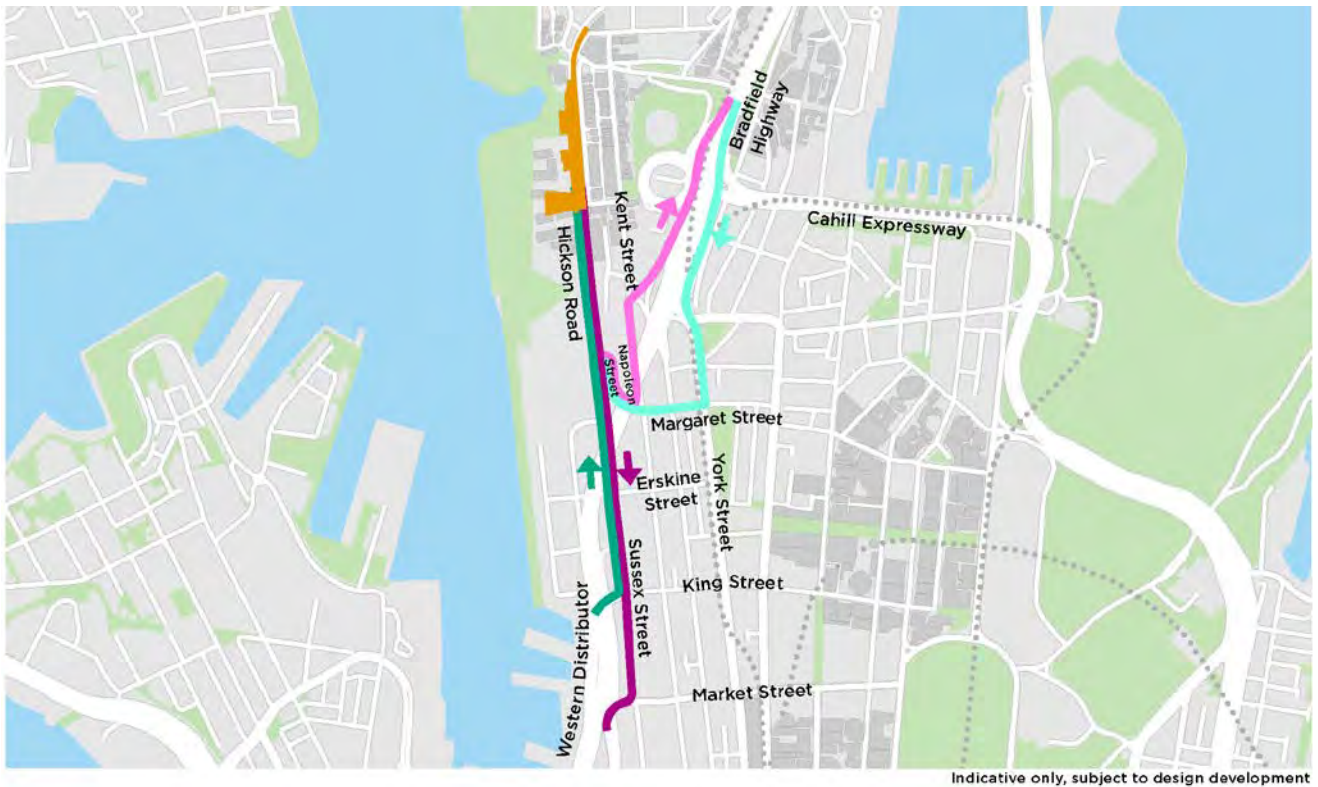 Bradfield
Highway
Kent Street
Cahill Expressway
Hickson Road
Napoleon
Street
Margaret Street
Erskine
Street
York Street
Sussex Street
King Street
Western Distributor
Market Street
Indicative only, subject to design development